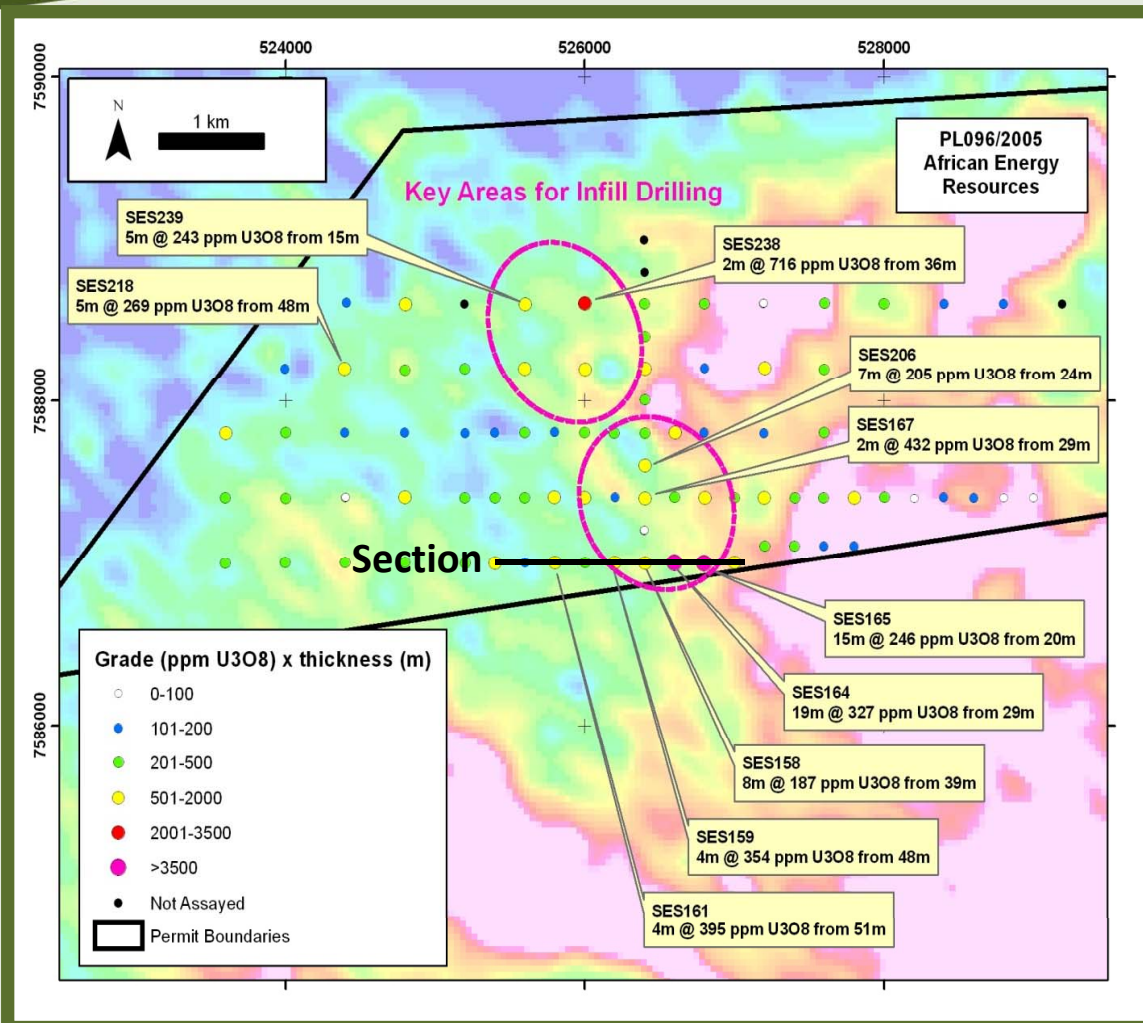 524000
526000
528000
7590000
7588000
7586000
N
1 km
PL096/2005
African Energy
Resources
Key Areas for Infill Drilling
SES239
5m @ 243 ppm U3O8 from 15m
SES238
2m @ 716 ppm U3O8 from 36m
SES218
5m @ 269 ppm U3O8 from 48m
SES206
7m @ 205 ppm U3O8 from 24m
SES167
2m @ 432 ppm U3O8 from 29m
Section
SES165
15m @ 246 ppm U3O8 from 20m
SES164
19m @ 327 ppm U3O8 from 29m
SES158
8m @ 187 ppm U3O8 from 39m
SES159
4m @ 354 ppm U3O8 from 48m
SES161
4m @ 395 ppm U3O8 from 51m
Grade (ppm U3O8) x thickness (m)
0-100
101-200
201-500
501-2000
2001-3500
>3500
Not Assayed
Permit Boundaries